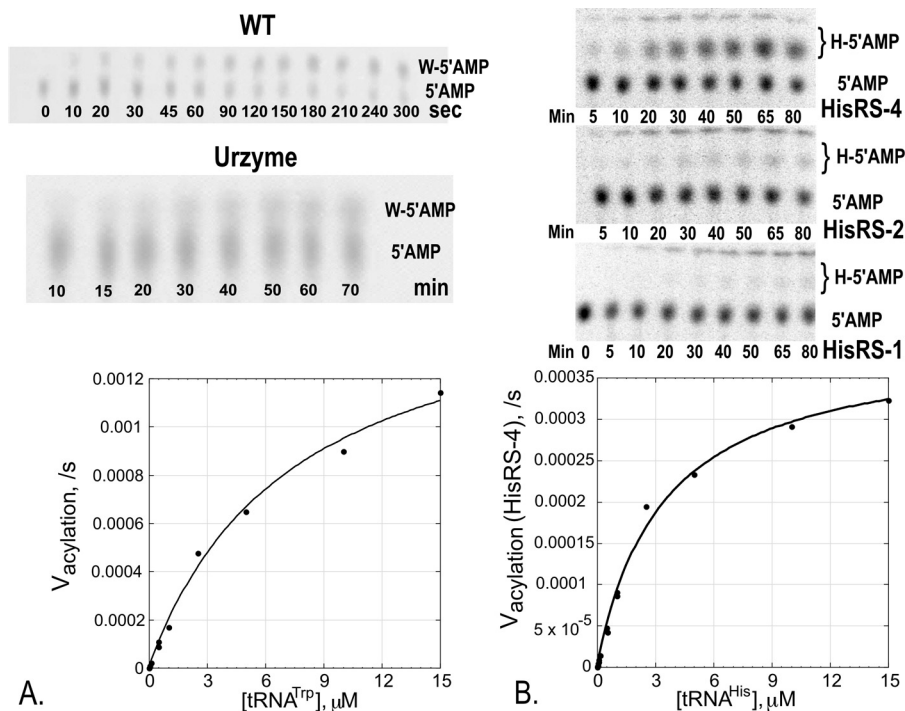 WT
W-5'AMP
5'AMP
0 10 20 30 45 60 90 120 150 180 210 240 300 sec
Urzyme
W-5'AMP
5'AMP
10 15 20 30 40 50 60 70 min
0.0012
0.001
0.0008
0.0006
0.0004
0.0002
0
Vacylation, /s
0 3 6 9 12 15
[tRNATrp], μM
A.
H-5'AMP
5'AMP
Min 5 10 20 30 40 50 65 80 HisRS-4
H-5'AMP
5'AMP
Min 5 10 20 30 40 50 65 80 HisRS-2
H-5'AMP
5'AMP
Min 0 5 10 20 30 40 50 65 80 HisRS-1
0.00035
0.0003
0.00025
0.0002
0.00015
0.0001
5 x 10-5
0
Vacylation (HisRS-4), /s
0 3 6 9 12 15
[tRNAHis], μM
B.